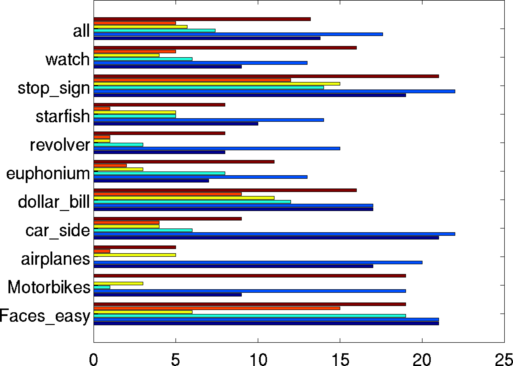 all
watch
stop_sign
starfish
revolver
euphonium
dollar_bill
car_side
airplanes
Motorbikes
Faces_easy
0 5 10 15 20 25